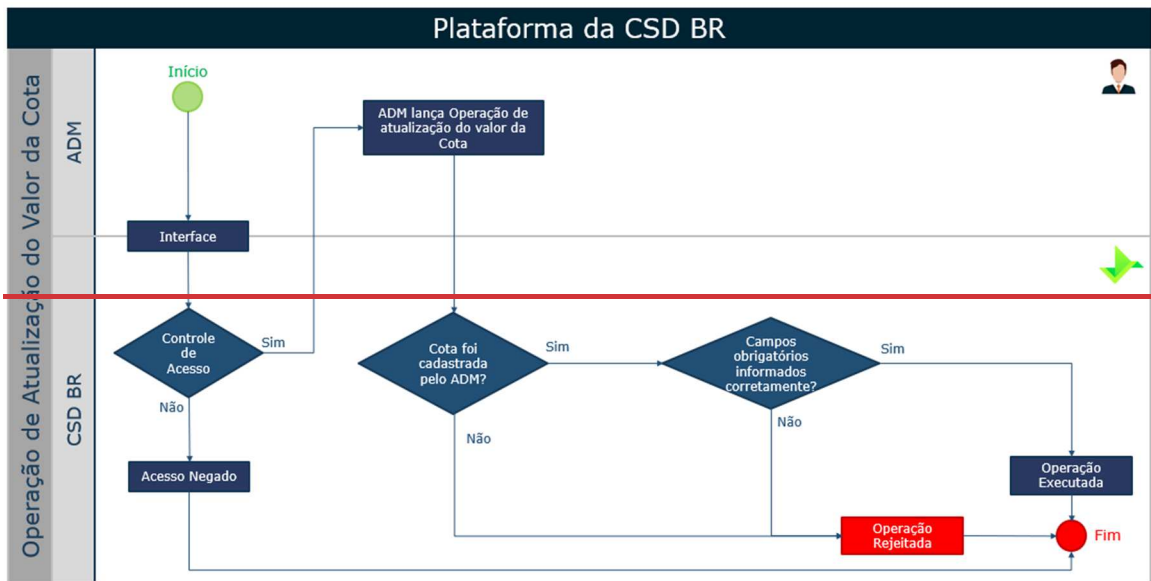 Plataforma da CSD BR
Operação de Atualização do Valor da Cota
ADM
Início
ADM lança Operação de
atualização do valor da
Cota
Interface
CSD BR
Controle
de
Acesso
Sim
Não
Cota foi
cadastrada
pelo ADM?
Sim
Não
Campos
obrigatórios
informados
corretamente?
Sim
Não
Acesso Negado
Operação
Executada
Operação
Rejeitada
Fim